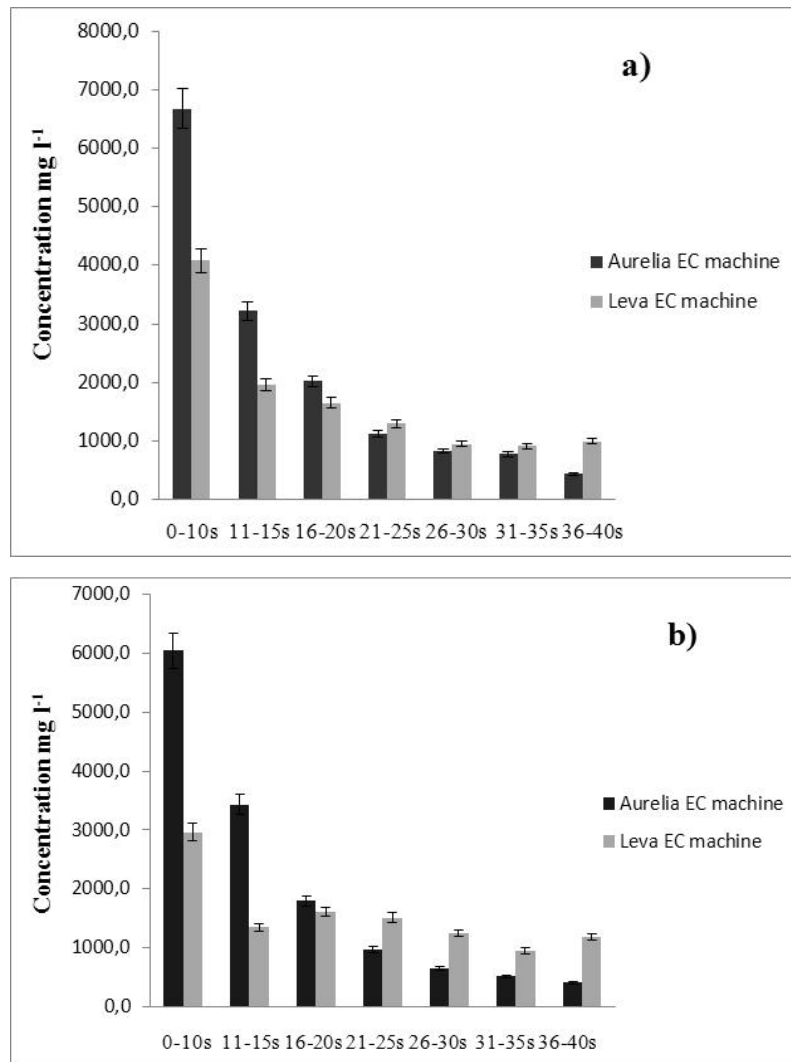 a)
8000,0
7000,0
6000,0
5000,0
4000,0
3000,0
2000,0
1000,0
0,0
Concentration mg l-1
0-10s 11-15s 16-20s 21-25s 26-30s 31-35s 36-40s
Aurelia EC machine
Leva EC machine
b)
7000,0
6000,0
5000,0
4000,0
3000,0
2000,0
1000,0
0,0
Concentration mg l-1
0-10s 11-15s 16-20s 21-25s 26-30s 31-35s 36-40s
Aurelia EC machine
Leva EC machine